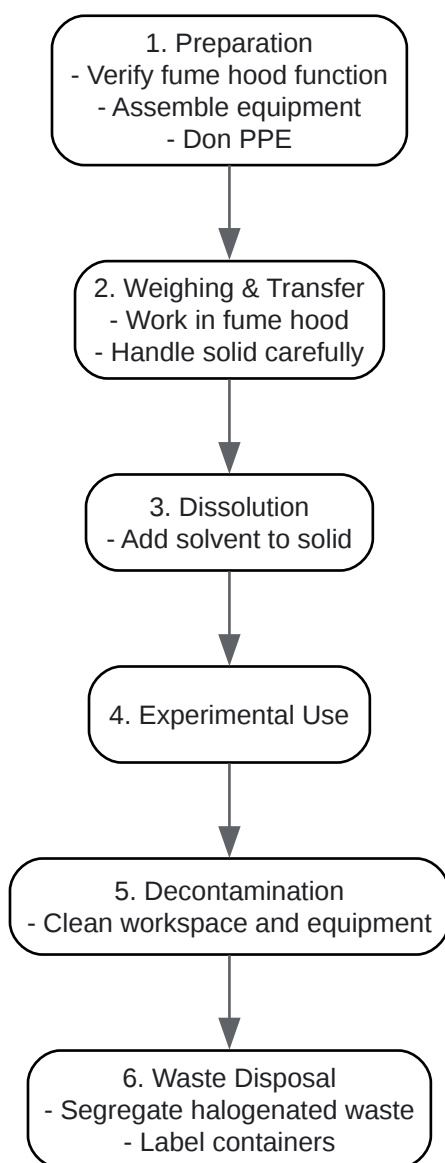 1. Preparation
- Verify fume hood function
- Assemble equipment
- Don PPE
2. Weighing & Transfer
- Work in fume hood
- Handle solid carefully
3. Dissolution
- Add solvent to solid
4. Experimental Use
5. Decontamination
- Clean workspace and equipment
6. Waste Disposal
- Segregate halogenated waste
- Label containers